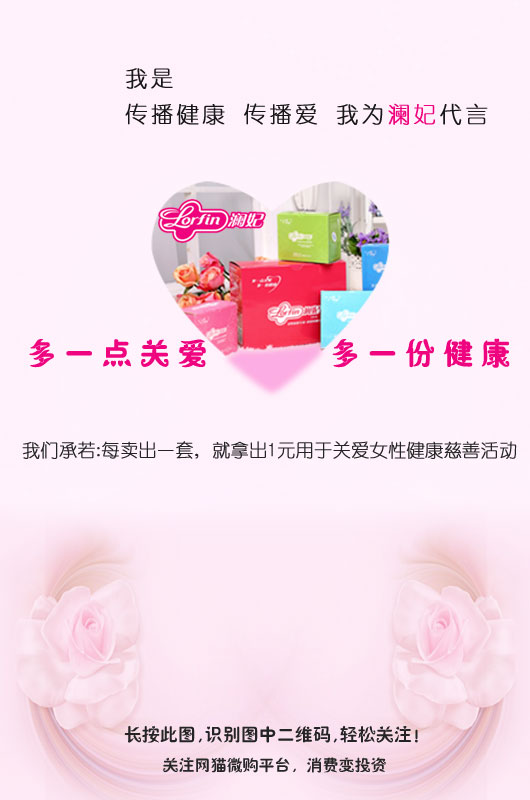 我是
传播健康 传播爱 我为澜妃代言
Lorfin 澜妃
Lorfin 澜妃
多一点关爱 多一份健康
我们承若:每卖出一套，就拿出1元用于关爱女性健康慈善活动
长按此图,识别图中二维码,轻松关注!
关注网猫微购平台，消费变投资